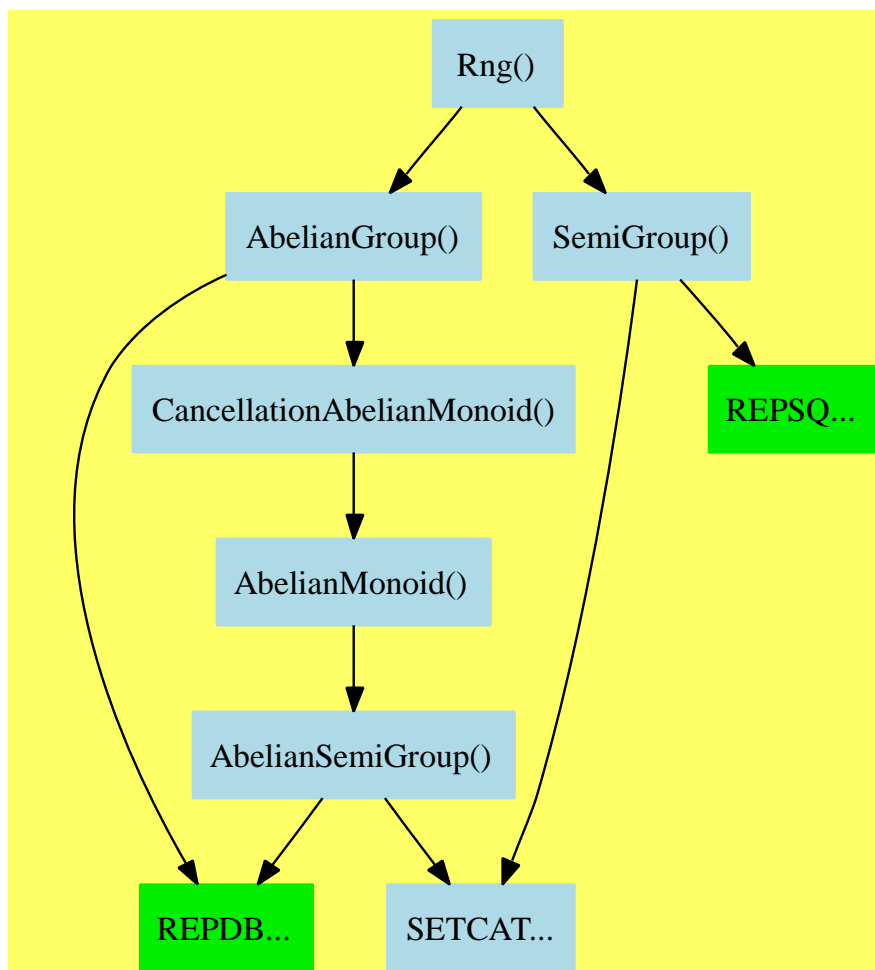 Rng()
AbelianGroup()
SemiGroup()
CancellationAbelianMonoid()
REPSQ...
AbelianMonoid()
AbelianSemiGroup()
REPDB...
SETCAT...